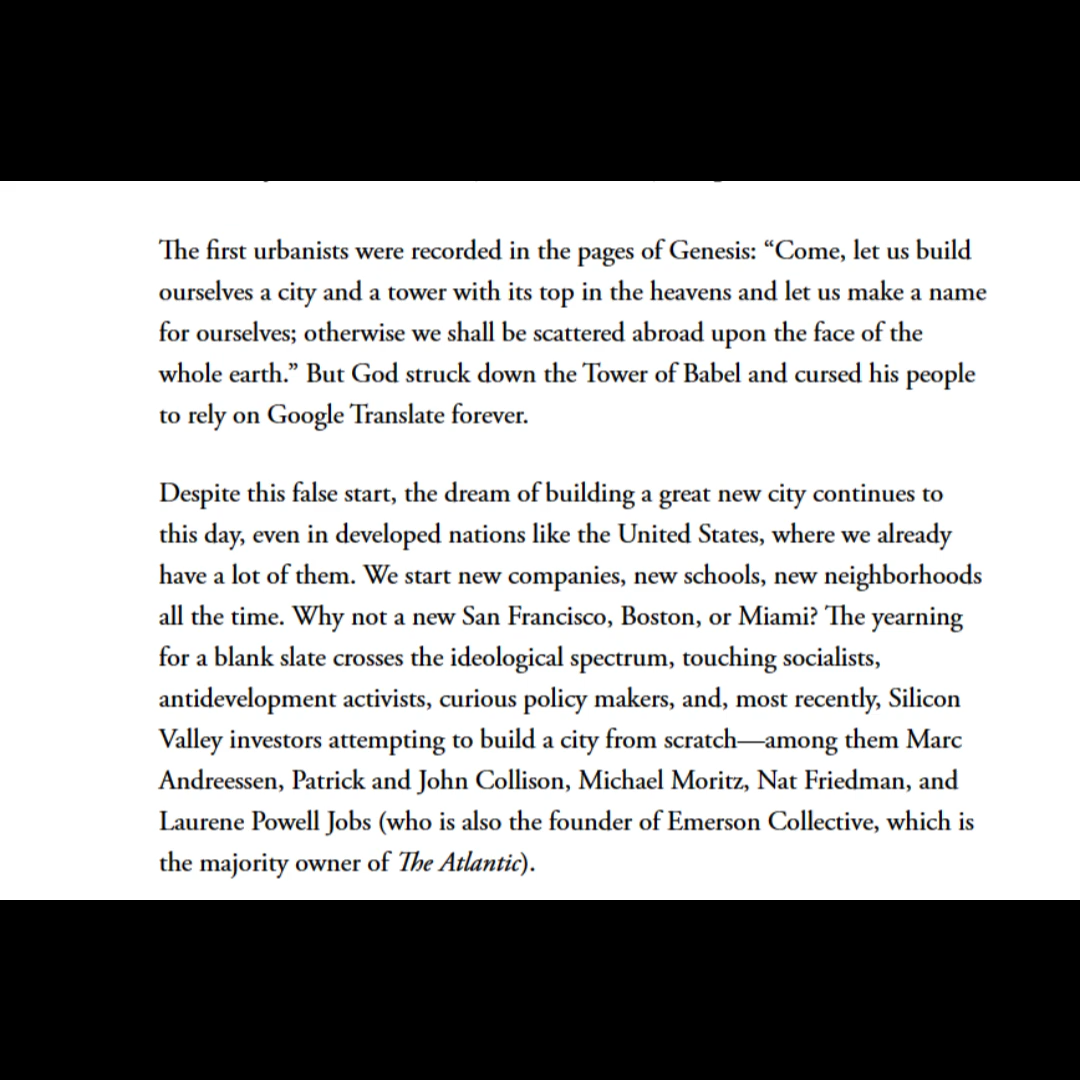 The first urbanists were recorded in the pages of Genesis: “Come, let us build
ourselves a city and a tower with its top in the heavens and let us make a name
for ourselves; otherwise we shall be scattered abroad upon the face of the
whole earth.” But God struck down the Tower of Babel and cursed his people
to rely on Google Translate forever.
Despite this false start, the dream of building a great new city continues to
this day, even in developed nations like the United States, where we already
have a lot of them. We start new companies, new schools, new neighborhoods
all the time. Why not a new San Francisco, Boston, or Miami? The yearning
for a blank slate crosses the ideological spectrum, touching socialists,
antidevelopment activists, curious policy makers, and, most recently, Silicon
Valley investors attempting to build a city from scratch—among them Marc
Andreessen, Patrick and John Collison, Michael Moritz, Nat Friedman, and
Laurene Powell Jobs (who is also the founder of Emerson Collective, which is
the majority owner of The Atlantic).